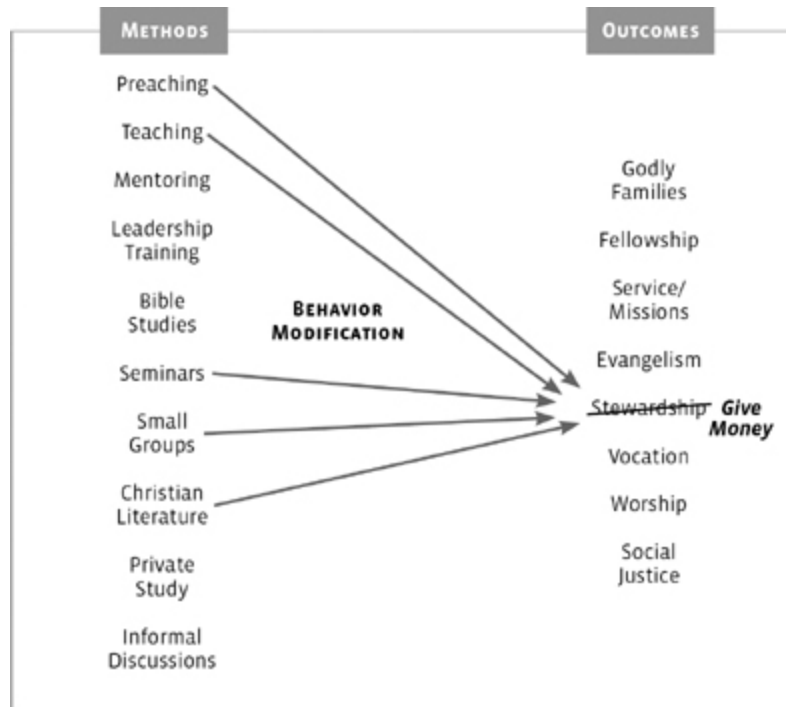 METHODS
Preaching
Teaching
Mentoring
Leadership
Training
Bible
Studies
Seminars
Small
Groups
Christian
Literature
Private
Study
Informal
Discussions
BEHAVIOR
MODIFICATION
OUTCOMES
Godly
Families
Fellowship
Service/
Missions
Evangelism
Stewardship Give
Money
Vocation
Worship
Social
Justice